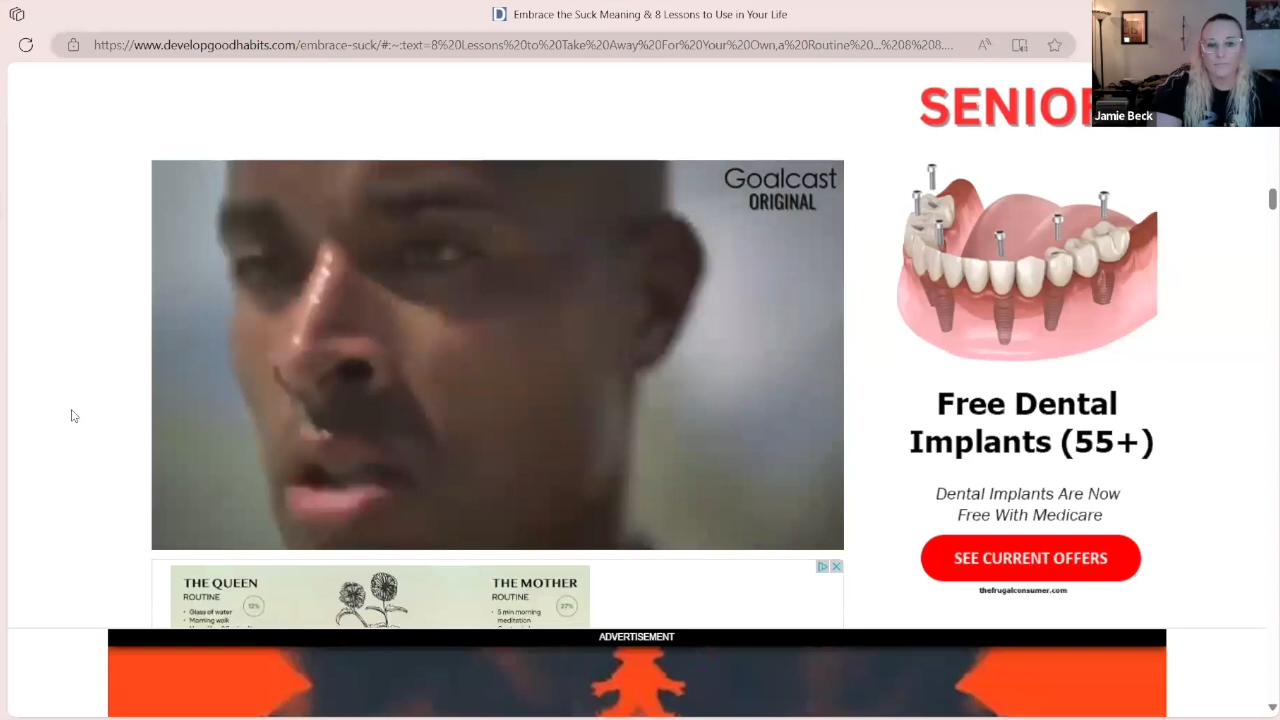 Embrace the Suck Meaning & 8 Lessons to Use in Your Life
https://www.developgoodhabits.com/embrace-suck/#:~:text=8%20Lessons%20to%20Take%20Away%20For%20Your%20Own,a%20Routine%20...%208%208....
Jamie Beck
SENIOR
Goalcast
ORIGINAL
Free Dental
Implants (55+)
Dental Implants Are Now
Free With Medicare
SEE CURRENT OFFERS
thefrugalconsumer.com
THE QUEEN
ROUTINE
12%
• Glass of water
• Morning walk
THE MOTHER
ROUTINE
27%
• 5 min morning
meditation
ADVERTISEMENT